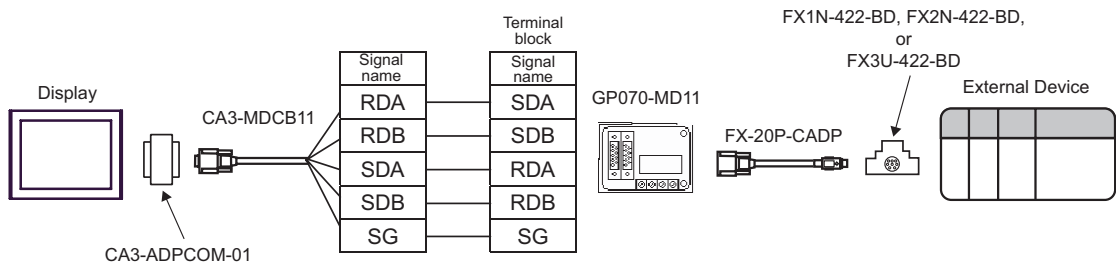 FX1N-422-BD, FX2N-422-BD,
or
FX3U-422-BD
Terminal
block
Display
CA3-MDCB11
Signal
name
RDA
RDB
SDA
SDB
SG
Signal
name
SDA
SDB
RDA
RDB
SG
GP070-MD11
FX-20P-CADP
External Device
CA3-ADPCOM-01